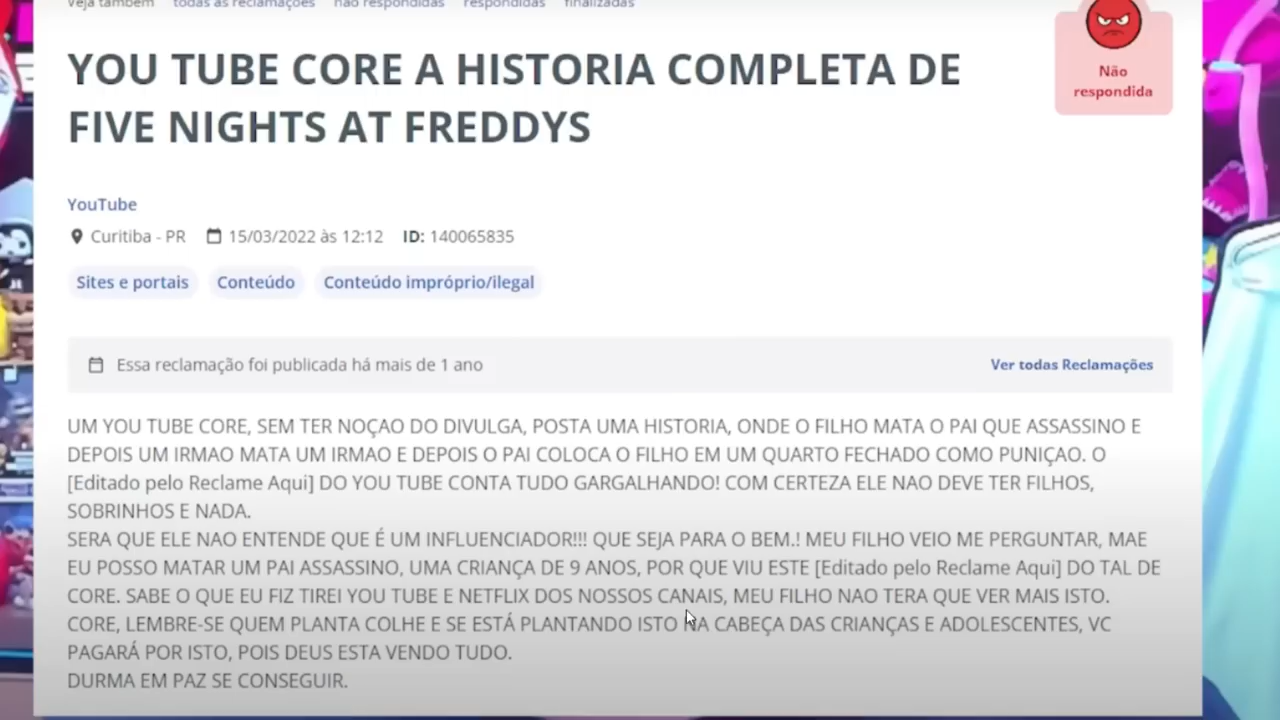 Veja também todas as reclamações não respondidas respondidas finalizadas
YOU TUBE CORE A HISTORIA COMPLETA DE
FIVE NIGHTS AT FREDDYS
Não
respondida
YouTube
Curitiba - PR 15/03/2022 às 12:12 ID: 140065835
Sites e portais Conteúdo Conteúdo impróprio/ilegal
Essa reclamação foi publicada há mais de 1 ano Ver todas Reclamações
UM YOU TUBE CORE, SEM TER NOÇAO DO DIVULGA, POSTA UMA HISTORIA, ONDE O FILHO MATA O PAI QUE ASSASSINO E
DEPOIS UM IRMAO MATA UM IRMAO E DEPOIS O PAI COLOCA O FILHO EM UM QUARTO FECHADO COMO PUNIÇAO. O
[Editado pelo Reclame Aqui] DO YOU TUBE CONTA TUDO GARGALHANDO! COM CERTEZA ELE NAO DEVE TER FILHOS,
SOBRINHOS E NADA.
SERA QUE ELE NAO ENTENDE QUE É UM INFLUENCIADOR!!! QUE SEJA PARA O BEM.! MEU FILHO VEIO ME PERGUNTAR, MAE
EU POSSO MATAR UM PAI ASSASSINO, UMA CRIANÇA DE 9 ANOS, POR QUE VIU ESTE [Editado pelo Reclame Aqui] DO TAL DE
CORE. SABE O QUE EU FIZ TIREI YOU TUBE E NETFLIX DOS NOSSOS CANAIS, MEU FILHO NAO TERA QUE VER MAIS ISTO.
CORE, LEMBRE-SE QUEM PLANTA COLHE E SE ESTÁ PLANTANDO ISTO NA CABEÇA DAS CRIANÇAS E ADOLESCENTES, VC
PAGARÁ POR ISTO, POIS DEUS ESTA VENDO TUDO.
DURMA EM PAZ SE CONSEGUIR.